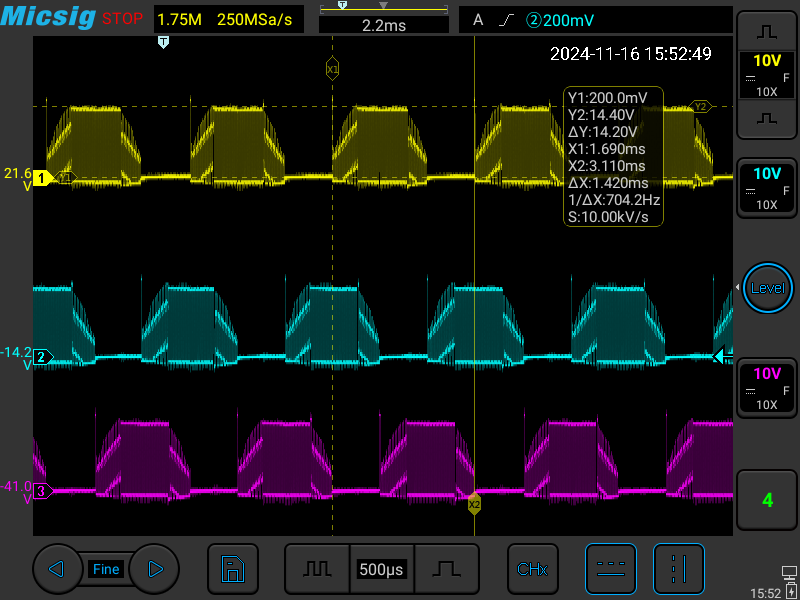 Micsig STOP 1.75M 250MSa/s T 2.2ms A ②200mV
T
2024-11-16 15:52:49
X1
10V
F
10X
Y2
Y1:200.0mV
Y2:14.40V
ΔY:14.20V
X1:1.690ms
X2:3.110ms
ΔX:1.420ms
1/ΔX:704.2Hz
S:10.00kV/s
21.6
V
1
Y1
10V
F
10X
Level
-14.2
V
2
10V
F
10X
-41.0
V
3
X2
4
Fine
500µs
CHx
15:52